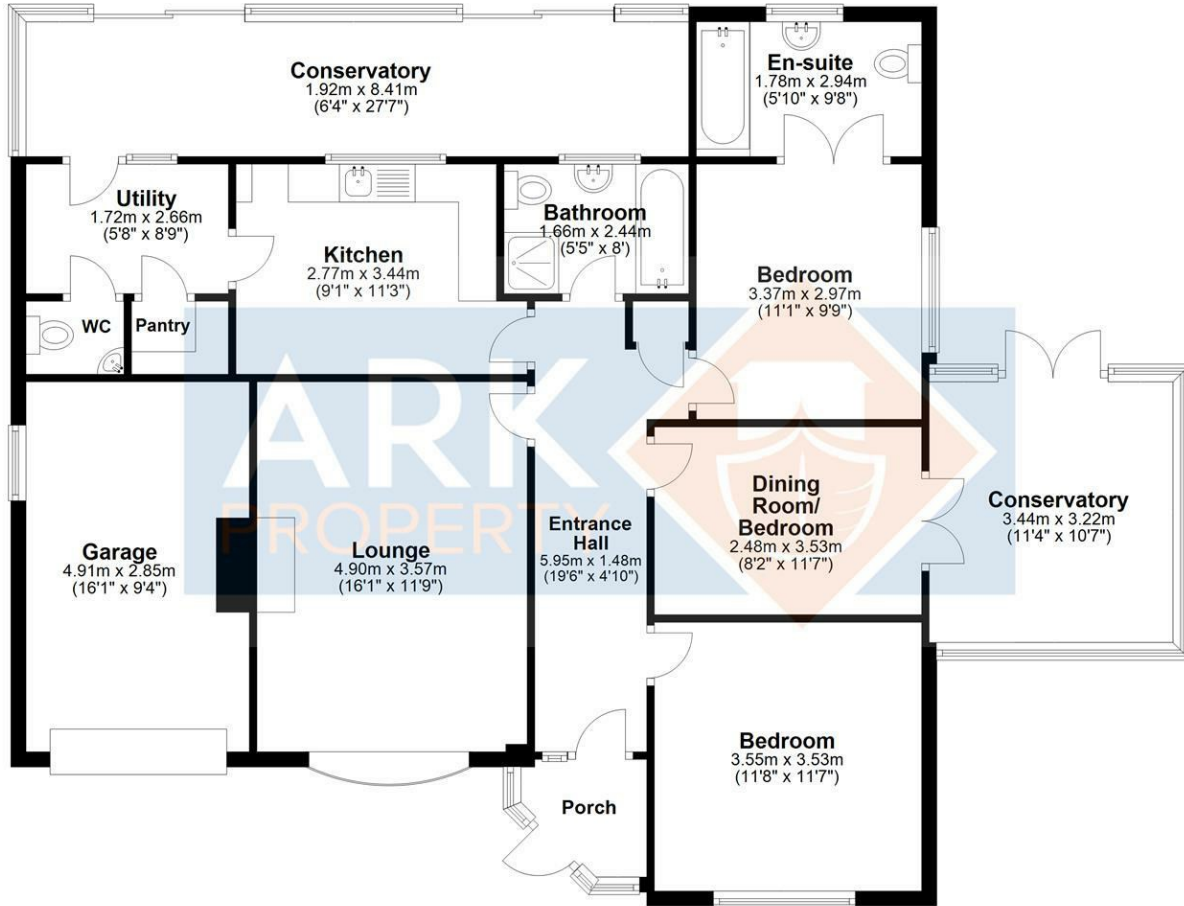 Conservatory
1.92m x 8.41m
(6'4" x 27'7")
En-suite
1.78m x 2.94m
(5'10" x 9'8")
Utility
1.72m x 2.66m
(5'8" x 8'9")
Kitchen
2.77m x 3.44m
(9'1" x 11'3")
Bathroom
1.66m x 2.44m
(5'5" x 8')
Bedroom
3.37m x 2.97m
(11'1" x 9'9")
WC
Pantry
ARK
PROPERTY
Garage
4.91m x 2.85m
(16'1" x 9'4")
Lounge
4.90m x 3.57m
(16'1" x 11'9")
Entrance
Hall
5.95m x 1.48m
(19'6" x 4'10")
Dining
Room/
Bedroom
2.48m x 3.53m
(8'2" x 11'7")
Conservatory
3.44m x 3.22m
(11'4" x 10'7")
Bedroom
3.55m x 3.53m
(11'8" x 11'7")
Porch